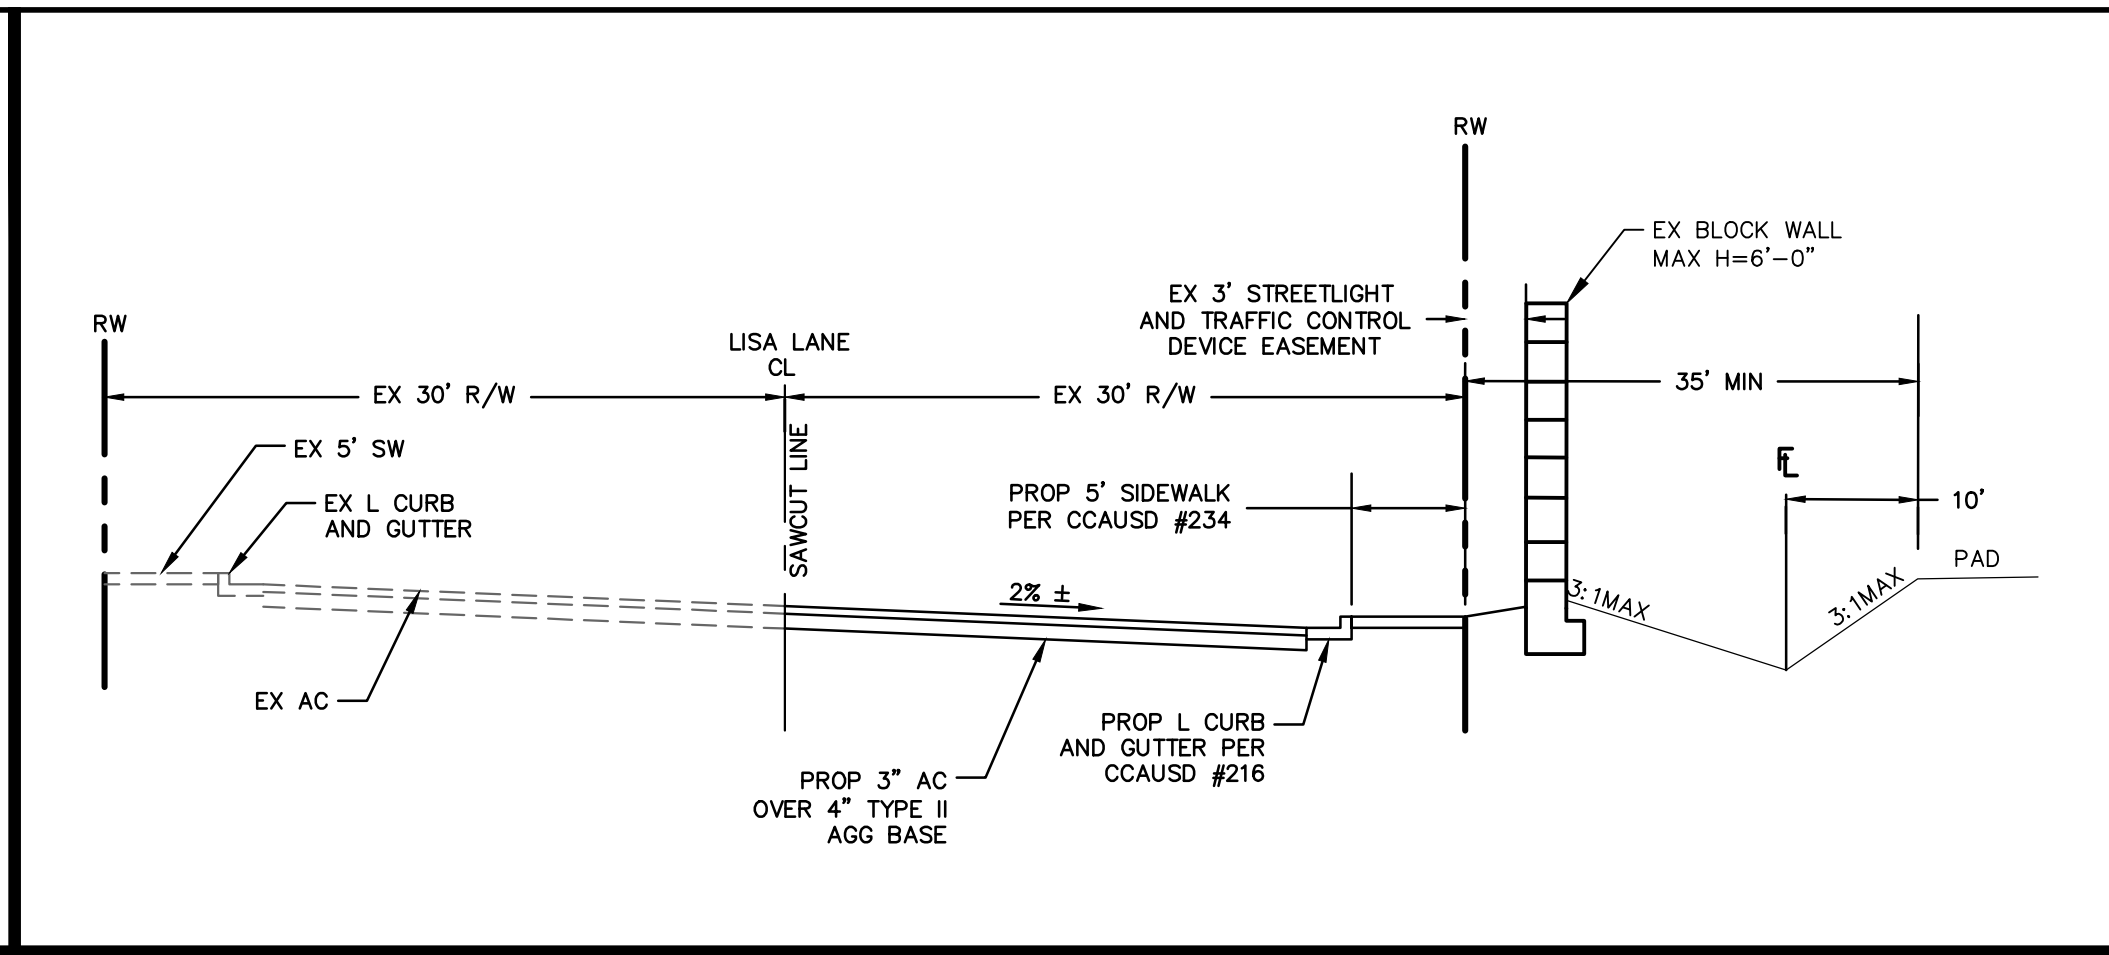 RW
EX BLOCK WALL
MAX H=6'-0"
EX 3' STREETLIGHT
AND TRAFFIC CONTROL
DEVICE EASEMENT
RW
LISA LANE
CL
EX 30' R/W
EX 30' R/W
35' MIN
SAWCUT LINE
EX 5' SW
EX L CURB
AND GUTTER
PROP 5' SIDEWALK
PER CCAUSD #234
FL
10'
PAD
2% ±
3:1MAX
3:1MAX
EX AC
PROP L CURB
AND GUTTER PER
CCAUSD #216
PROP 3" AC
OVER 4" TYPE II
AGG BASE